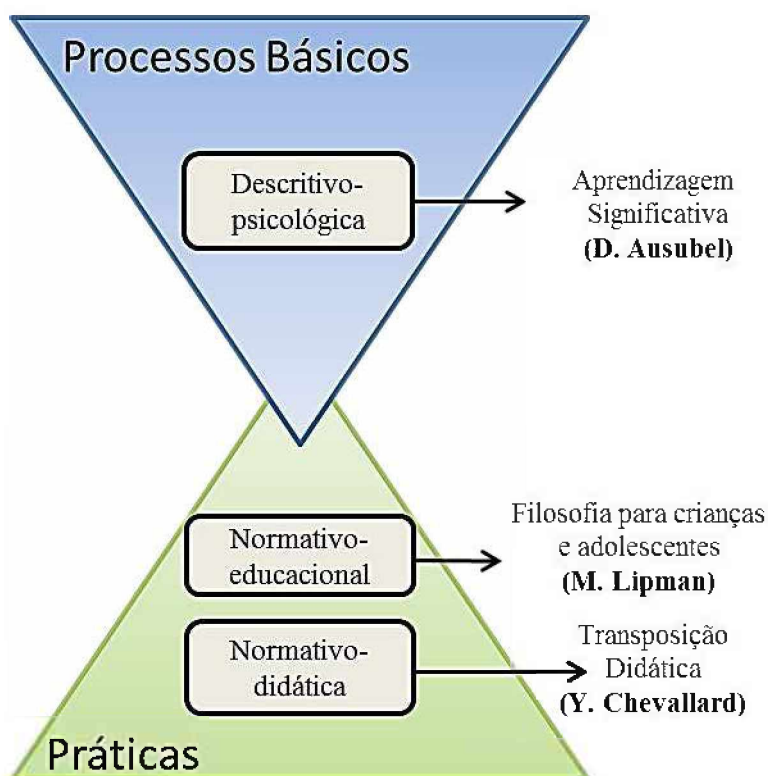 Processos Básicos
Descritivo-
psicológica
Aprendizagem
Significativa
(D. Ausubel)
Normativo-
educacional
Filosofia para crianças
e adolescentes
(M. Lipman)
Normativo-
didática
Transposição
Didática
(Y. Chevallard)
Práticas